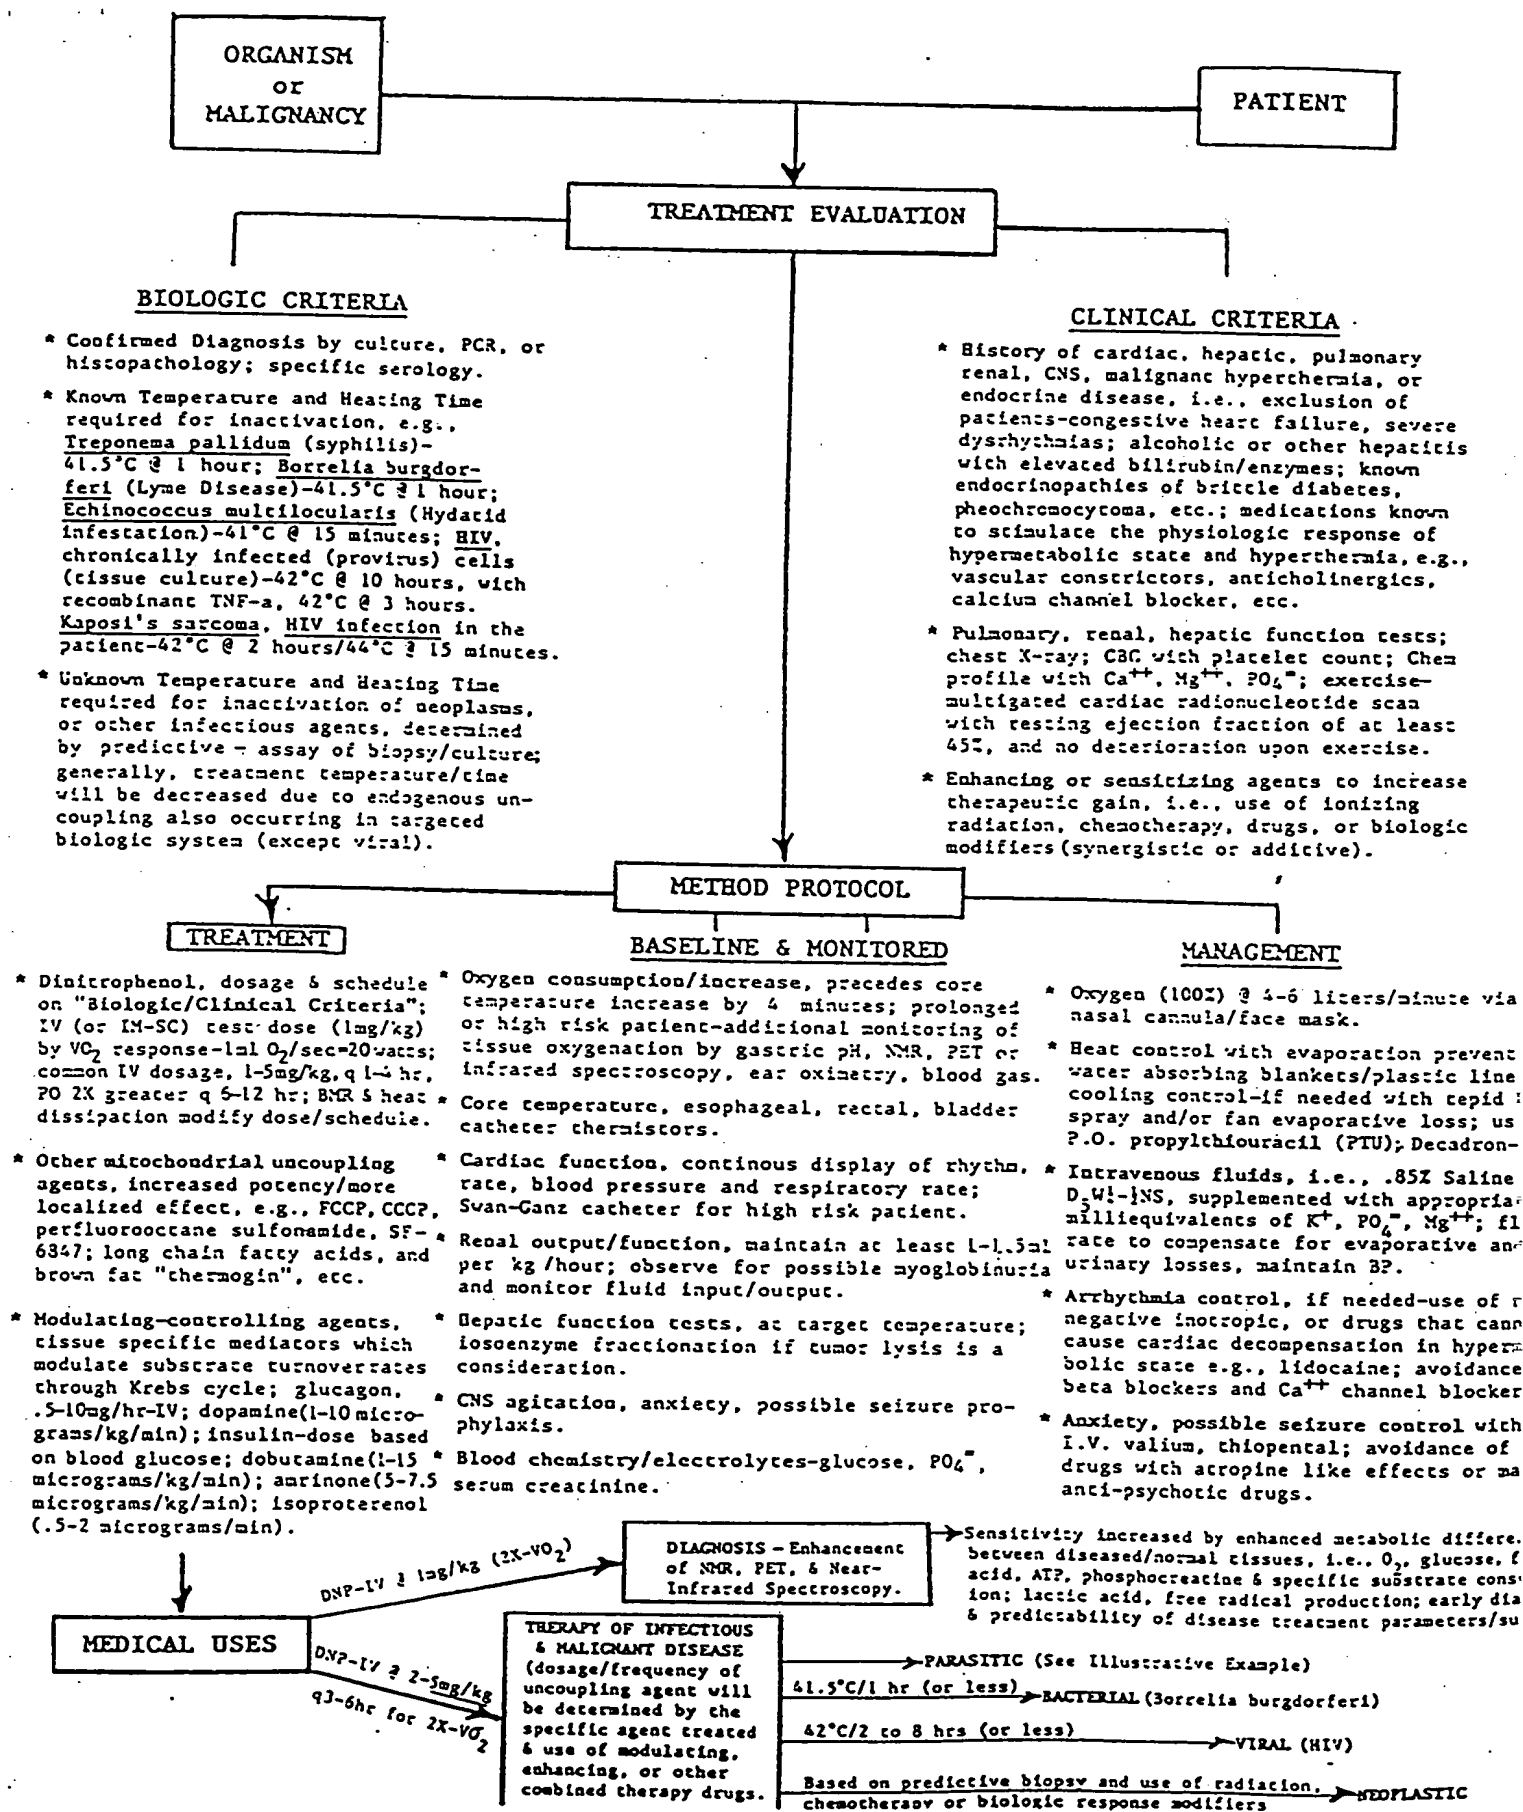 ORGANISM
or
MALIGNANCY
PATIENT
TREATMENT EVALUATION
BIOLOGIC CRITERIA
* Confirmed Diagnosis by culture, PCR, or
histopathology; specific serology.
* Known Temperature and Heating Time
required for inactivation, e.g.,
Treponema pallidum (syphilis)-
41.5°C @ 1 hour; Borrelia burgdor-
feri (Lyme Disease)-41.5°C @ 1 hour;
Echinococcus multilocularis (Hydatid
infestation)-41°C @ 15 minutes; HIV,
chronically infected (provirus) cells
(tissue culture)-42°C @ 10 hours, with
recombinant TNF-a, 42°C @ 3 hours.
Kaposi's sarcoma, HIV infection in the
patient-42°C @ 2 hours/44°C @ 15 minutes.
* Unknown Temperature and Heating Time
required for inactivation of neoplasms,
or other infectious agents, determined
by predictive - assay of biopsy/culture;
generally, treatment temperature/time
will be decreased due to endogenous un-
coupling also occurring in targeted
biologic system (except viral).
CLINICAL CRITERIA
* History of cardiac, hepatic, pulmonary
renal, CNS, malignant hyperthermia, or
endocrine disease, i.e., exclusion of
patients-congestive heart failure, severe
dysrhythmias; alcoholic or other hepatitis
with elevated bilirubin/enzymes; known
endocrinopathies of brittle diabetes,
pheochromocytoma, etc.; medications known
to stimulate the physiologic response of
hypermetabolic state and hyperthermia, e.g.,
vascular constrictors, anticholinergics,
calcium channel blocker, etc.
* Pulmonary, renal, hepatic function tests;
chest X-ray; CBC with platelet count; Chem
profile with Ca⁺⁺, Mg⁺⁺, PO₄⁼; exercise-
multigated cardiac radionucleotide scan
with resting ejection fraction of at least
45%, and no deterioration upon exercise.
* Enhancing or sensitizing agents to increase
therapeutic gain, i.e., use of ionizing
radiation, chemotherapy, drugs, or biologic
modifiers (synergistic or additive).
METHOD PROTOCOL
TREATMENT
* Dinitrophenol, dosage & schedule
on "Biologic/Clinical Criteria";
IV (or IM-SC) test dose (1mg/kg)
by VO₂ response-1ml O₂/sec=20watts;
common IV dosage, 1-5mg/kg, q 1-4 hr,
PO 2X greater q 6-12 hr; BMR & heat
dissipation modify dose/schedule.
* Other mitochondrial uncoupling
agents, increased potency/more
localized effect, e.g., FCCP, CCCP,
perfluorooctane sulfonamide, SF-
6847; long chain fatty acids, and
brown fat "thermogin", etc.
* Modulating-controlling agents,
tissue specific mediators which
modulate substrate turnover rates
through Krebs cycle; glucagon,
.5-10mg/hr-IV; dopamine(1-10 micro-
grams/kg/min); insulin-dose based
on blood glucose; dobutamine(1-15
micrograms/kg/min); amrinone(5-7.5
micrograms/kg/min); isoproterenol
(.5-2 micrograms/min).
BASELINE & MONITORED
* Oxygen consumption/increase, precedes core
temperature increase by 4 minutes; prolonged
or high risk patient-additional monitoring of
tissue oxygenation by gastric pH, NMR, PET or
infrared spectroscopy, ear oximetry, blood gas.
* Core temperature, esophageal, rectal, bladder
catheter thermistors.
* Cardiac function, continous display of rhythm,
rate, blood pressure and respiratory rate;
Swan-Ganz catheter for high risk patient.
* Renal output/function, maintain at least 1-1.5ml
per kg /hour; observe for possible myoglobinuria
and monitor fluid input/output.
* Hepatic function tests, at target temperature;
iosoenzyme fractionation if tumor lysis is a
consideration.
* CNS agitation, anxiety, possible seizure pro-
phylaxis.
* Blood chemistry/electrolytes-glucose, PO₄⁼,
serum creatinine.
MANAGEMENT
* Oxygen (100%) @ 4-6 liters/minute via
nasal cannula/face mask.
* Heat control with evaporation prevent
water absorbing blankets/plastic line
cooling control-if needed with tepid
spray and/or fan evaporative loss; us
P.O. propylthiouracil (PTU); Decadron-
* Intravenous fluids, i.e., .85% Saline
D₅W!-½NS, supplemented with appropria
milliequivalents of K⁺, PO₄⁼, Mg⁺⁺; fl
rate to compensate for evaporative an
urinary losses, maintain BP.
* Arrhythmia control, if needed-use of
negative inotropic, or drugs that cann
cause cardiac decompensation in hyper
bolic state e.g., lidocaine; avoidance
beta blockers and Ca⁺⁺ channel blocker
* Anxiety, possible seizure control with
I.V. valium, thiopental; avoidance of
drugs with atropine like effects or ma
anti-psychotic drugs.
MEDICAL USES
DNP-IV @ 1mg/kg (2X-VO₂)
DIAGNOSIS - Enhancement
of NMR, PET, & Near-
Infrared Spectroscopy.
Sensitivity increased by enhanced metabolic differe
between diseased/normal tissues, i.e., O₂, glucose, f
acid, ATP, phosphocreatine & specific substrate cons
ion; lactic acid, free radical production; early dia
& predictability of disease treatment parameters/su
DNP-IV @ 2-5mg/kg
q3-6hr for 2X-VO₂
THERAPY OF INFECTIOUS
& MALIGNANT DISEASE
(dosage/frequency of
uncoupling agent will
be determined by the
specific agent treated
& use of modulating,
enhancing, or other
combined therapy drugs.
PARASITIC (See Illustrative Example)
41.5°C/1 hr (or less)
BACTERIAL (Borrelia burgdorferi)
42°C/2 to 8 hrs (or less)
VIRAL (HIV)
Based on predictive biopsy and use of radiation,
chemotherapy or biologic response modifiers
NEOPLASTIC